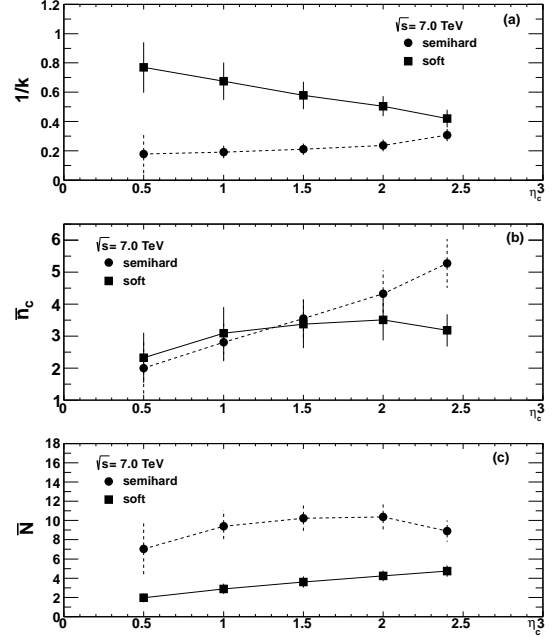 (a)
√s= 7.0 TeV
semihard
soft
1/k
1.2
1
0.8
0.6
0.4
0.2
0
0 0.5 1 1.5 2 2.5 3
η_c
(b)
√s= 7.0 TeV
semihard
soft
n̅_c
6
5
4
3
2
1
0 0.5 1 1.5 2 2.5 3
η_c
(c)
√s= 7.0 TeV
semihard
soft
N̅
18
16
14
12
10
8
6
4
2
0
0 0.5 1 1.5 2 2.5 3
η_c